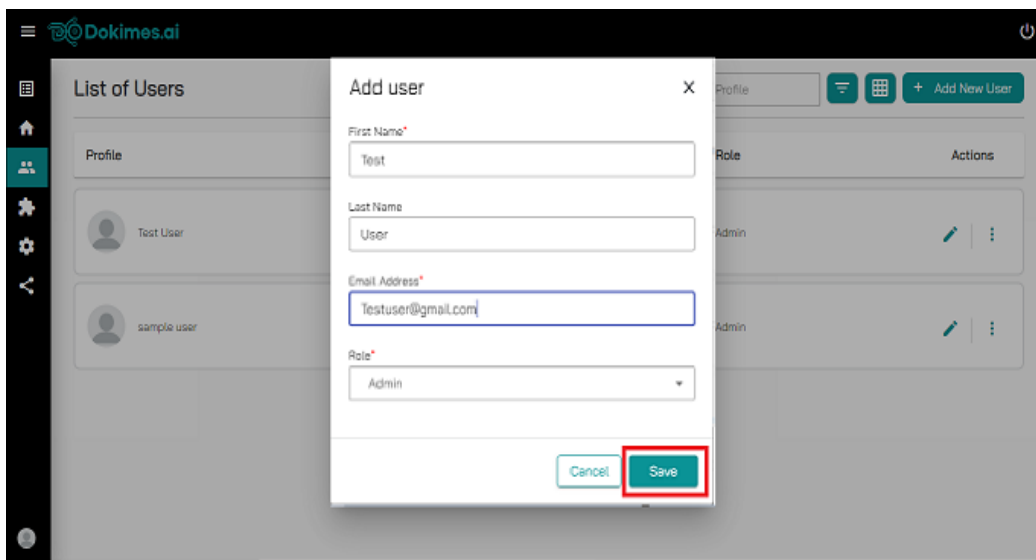 Dokimes.ai
List of Users
Profile
+ Add New User
Profile
Role
Actions
Test User
Admin
sample user
Admin
Add user
X
First Name*
Test
Last Name
User
Email Address*
Testuser@gmail.com
Role*
Admin
Cancel
Save